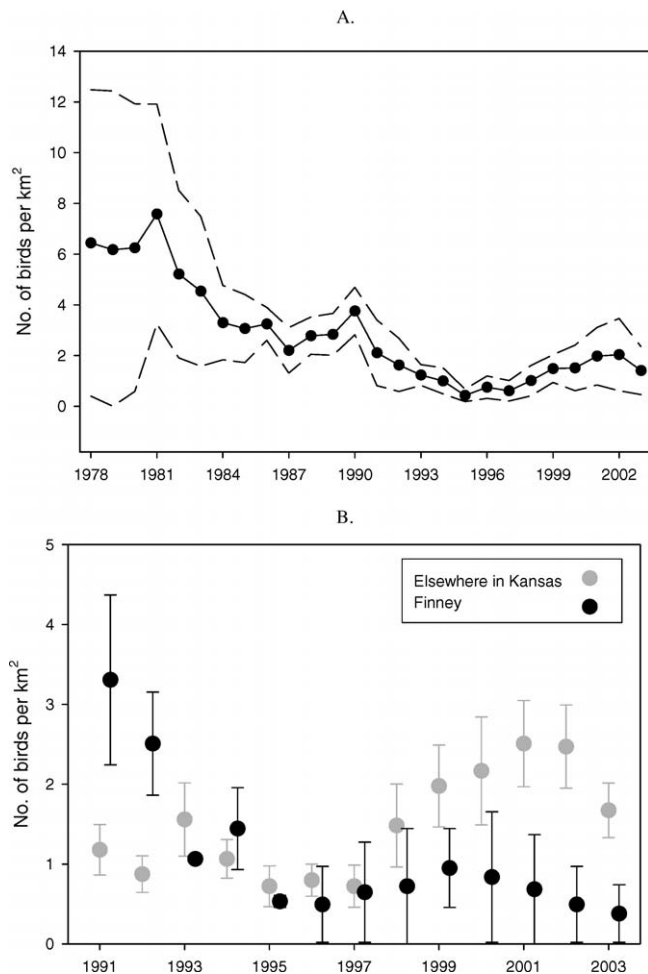 A.
No. of birds per km²
14
12
10
8
6
4
2
0
1978 1981 1984 1987 1990 1993 1996 1999 2002
B.
No. of birds per km²
5
4
3
2
1
0
Elsewhere in Kansas
Finney
1991 1993 1995 1997 1999 2001 2003